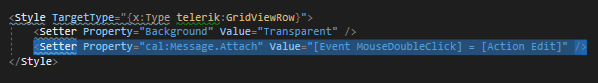 <Style TargetType="{x:Type telerik:GridViewRow}">
<Setter Property="Background" Value="Transparent" />
<Setter Property="cal:Message.Attach" Value="[Event MouseDoubleClick] = [Action Edit]" />
</Style>